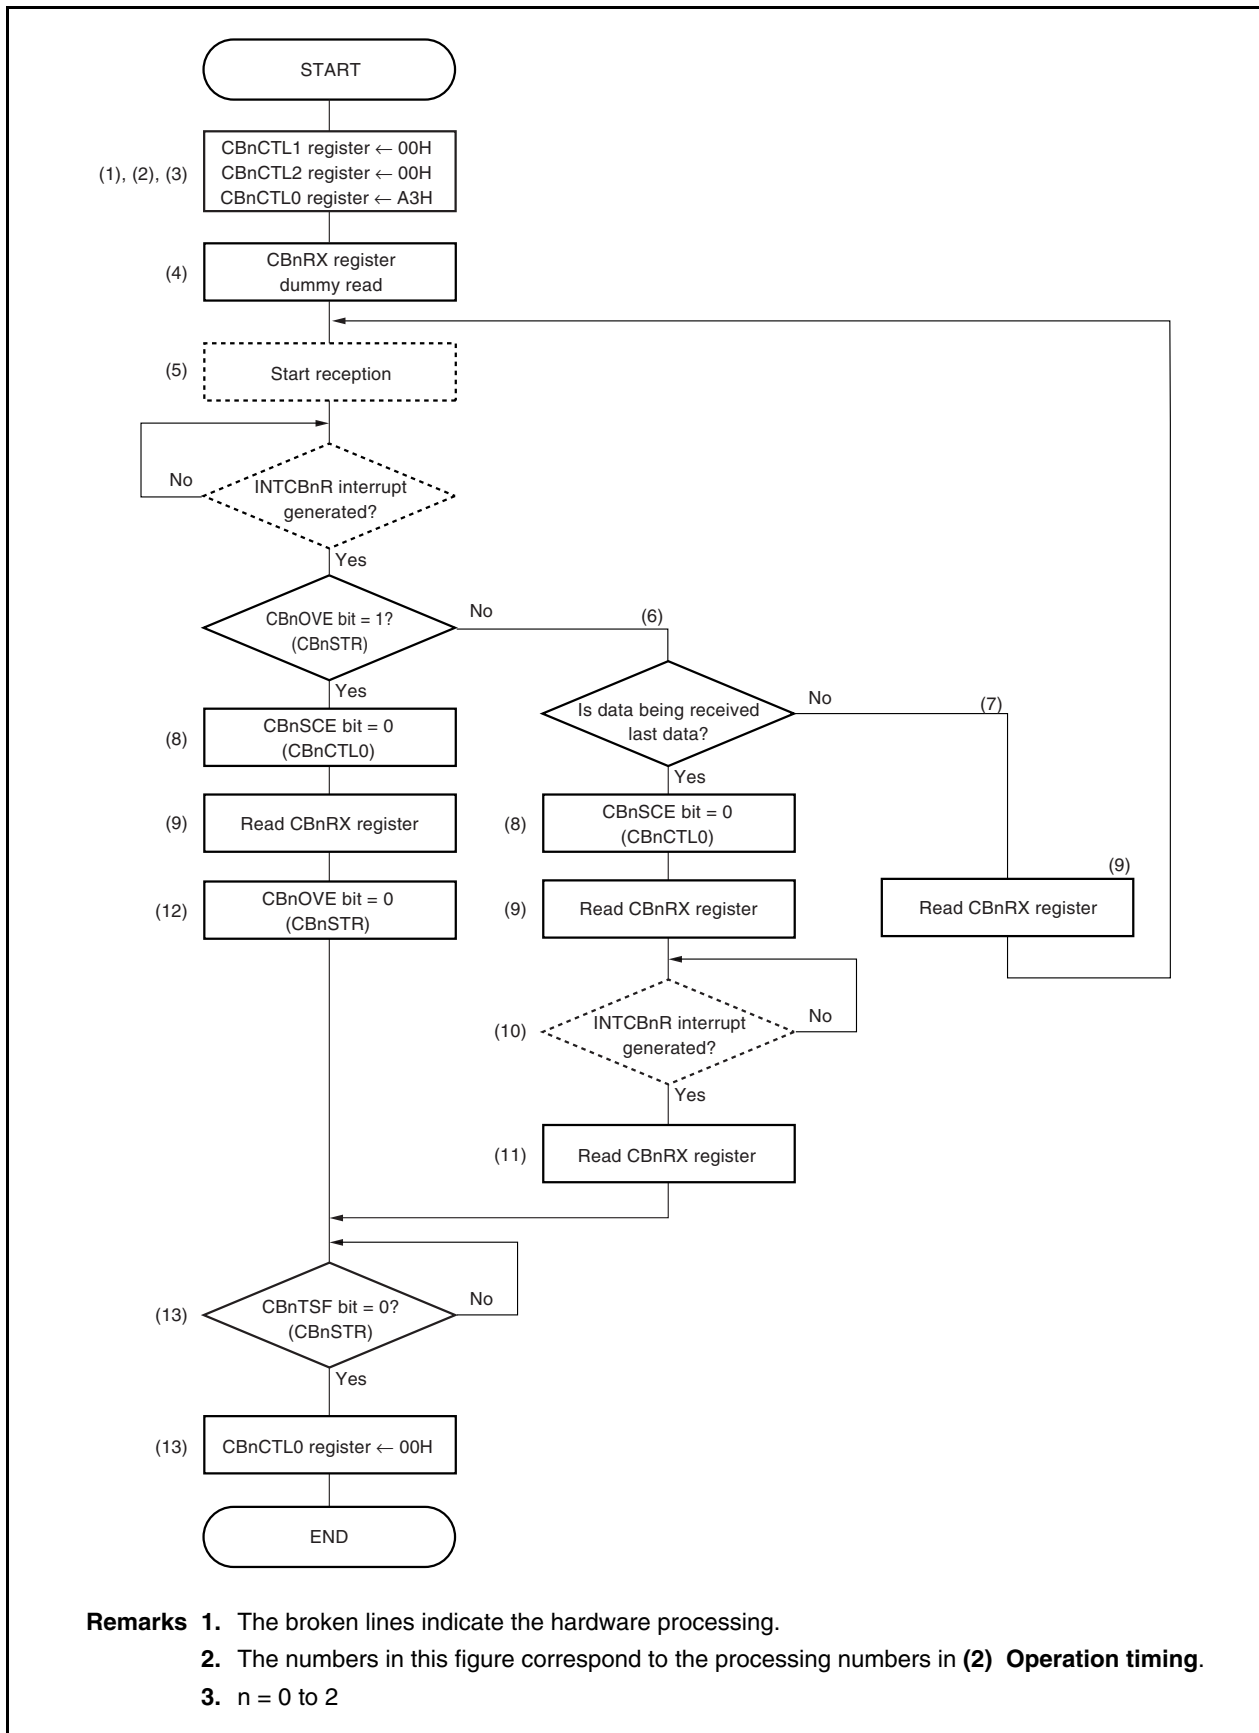 START
(1), (2), (3)
CBnCTL1 register ← 00H
CBnCTL2 register ← 00H
CBnCTL0 register ← A3H
(4)
CBnRX register
dummy read
(5)
Start reception
No
INTCBnR interrupt
generated?
Yes
CBnOVE bit = 1?
(CBnSTR)
No
(6)
Yes
Is data being received
last data?
No
(7)
Yes
(8)
CBnSCE bit = 0
(CBnCTL0)
(8)
CBnSCE bit = 0
(CBnCTL0)
(9)
Read CBnRX register
(9)
Read CBnRX register
(9)
Read CBnRX register
(12)
CBnOVE bit = 0
(CBnSTR)
(10)
INTCBnR interrupt
generated?
No
Yes
(11)
Read CBnRX register
(13)
CBnTSF bit = 0?
(CBnSTR)
No
Yes
(13)
CBnCTL0 register ← 00H
END
Remarks 1. The broken lines indicate the hardware processing.
2. The numbers in this figure correspond to the processing numbers in (2) Operation timing.
3. n = 0 to 2